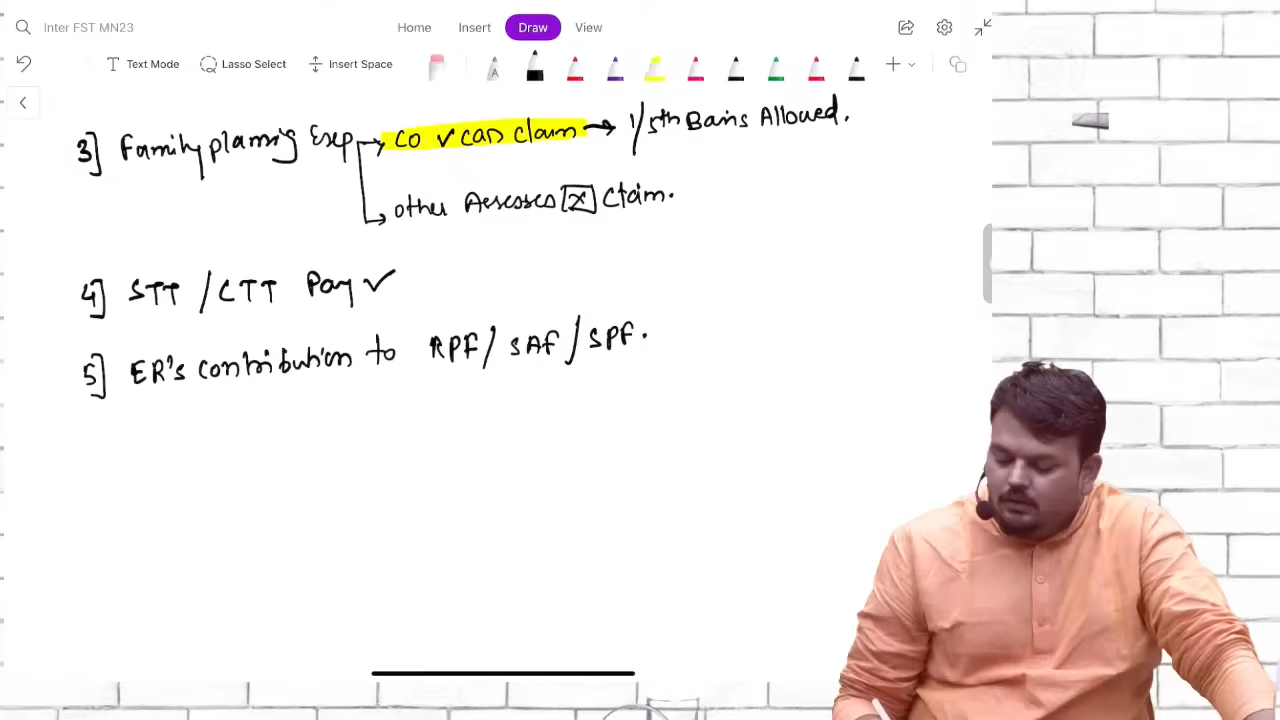 Inter FST MN23
Home Insert Draw View
Text Mode Lasso Select Insert Space
3] Family planning Exp → CO ✓ can claim → 1/5th Basis Allowed.
other Assesses [x] Claim.
4] STT / CTT Pay ✓
5] ER's contribution to RPF / SAF / SPF.